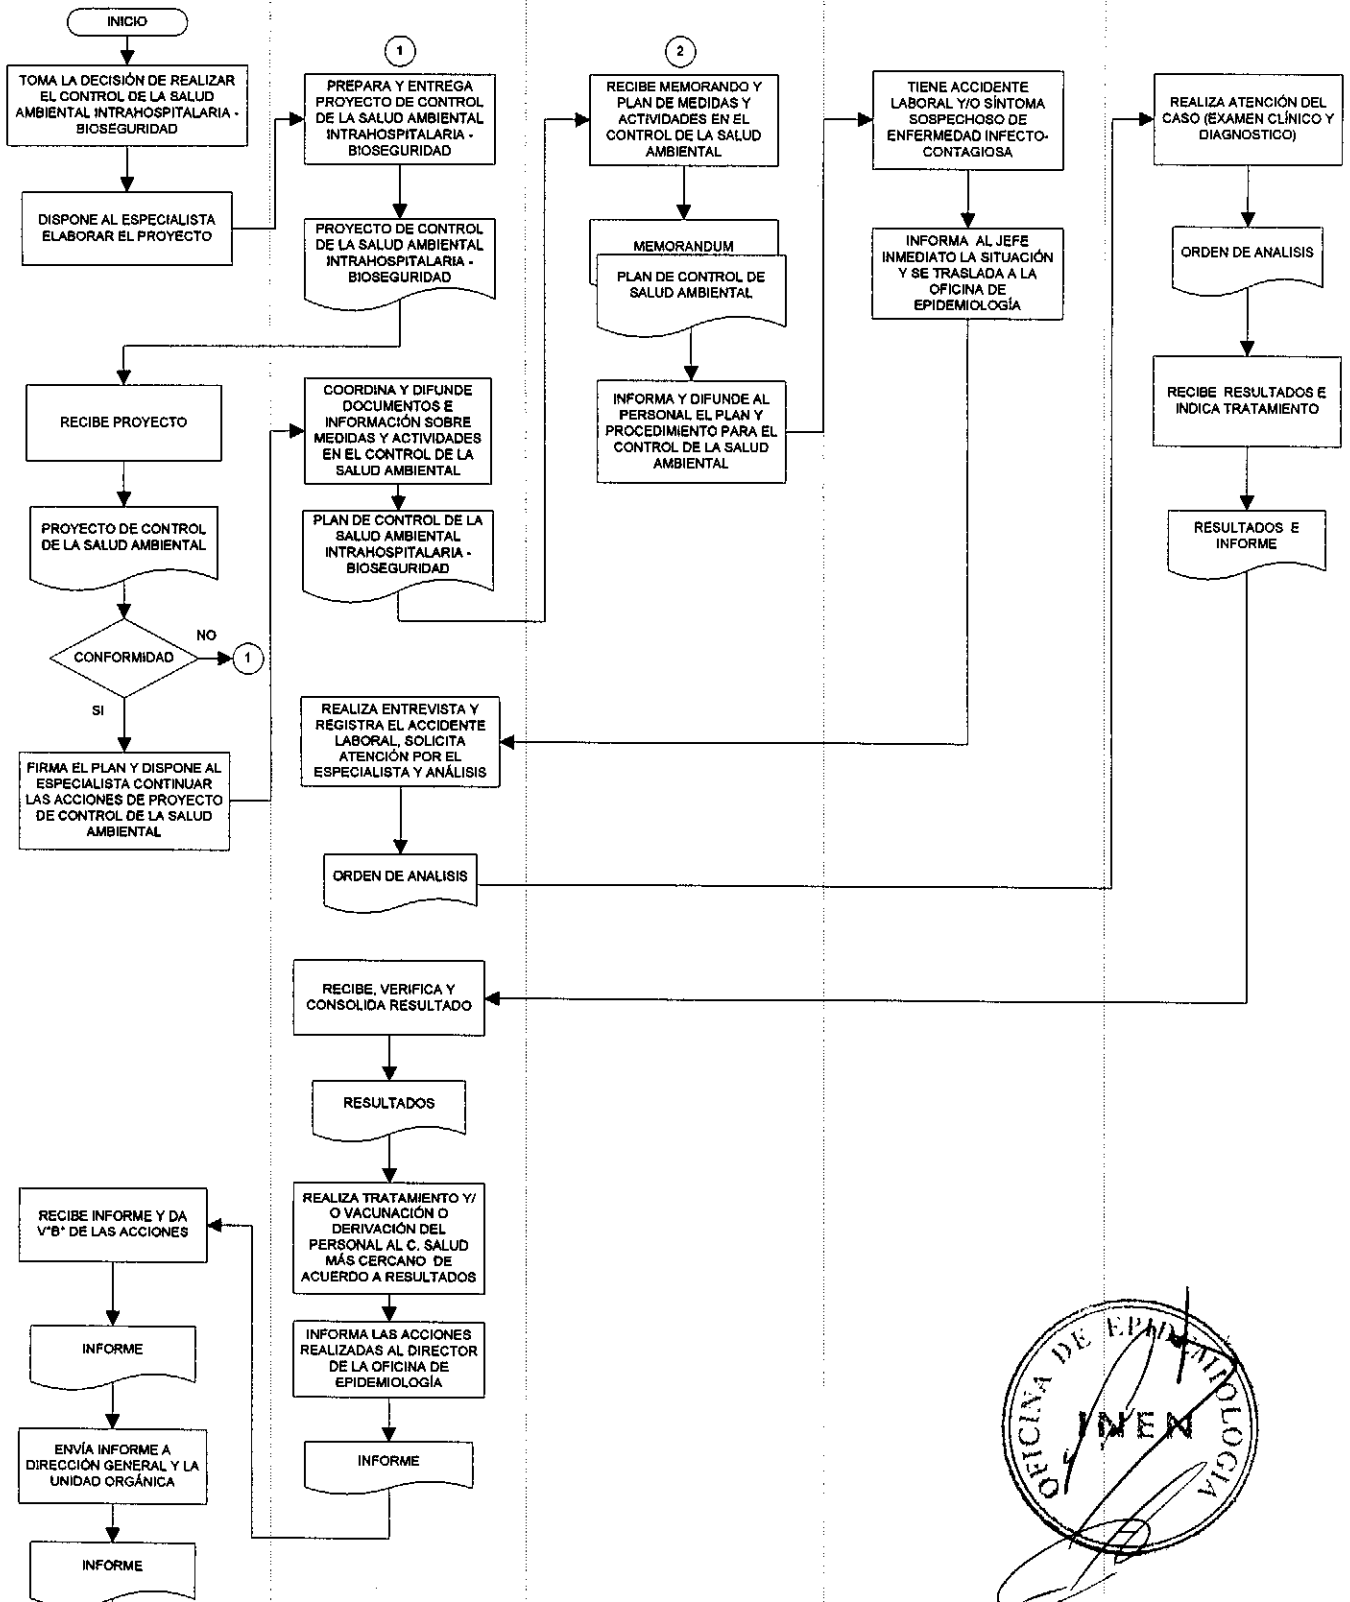 INICIO
TOMA LA DECISIÓN DE REALIZAR
EL CONTROL DE LA SALUD
AMBIENTAL INTRAHOSPITALARIA -
BIOSEGURIDAD
DISPONE AL ESPECIALISTA
ELABORAR EL PROYECTO
RECIBE PROYECTO
PROYECTO DE CONTROL
DE LA SALUD AMBIENTAL
CONFORMIDAD
NO
1
SI
FIRMA EL PLAN Y DISPONE AL
ESPECIALISTA CONTINUAR
LAS ACCIONES DE PROYECTO
DE CONTROL DE LA SALUD
AMBIENTAL
RECIBE INFORME Y DA
V°B° DE LAS ACCIONES
INFORME
ENVÍA INFORME A
DIRECCIÓN GENERAL Y LA
UNIDAD ORGÁNICA
INFORME
1
PREPARA Y ENTREGA
PROYECTO DE CONTROL
DE LA SALUD AMBIENTAL
INTRAHOSPITALARIA -
BIOSEGURIDAD
PROYECTO DE CONTROL
DE LA SALUD AMBIENTAL
INTRAHOSPITALARIA -
BIOSEGURIDAD
COORDINA Y DIFUNDE
DOCUMENTOS E
INFORMACIÓN SOBRE
MEDIDAS Y ACTIVIDADES
EN EL CONTROL DE LA
SALUD AMBIENTAL
PLAN DE CONTROL DE LA
SALUD AMBIENTAL
INTRAHOSPITALARIA -
BIOSEGURIDAD
REALIZA ENTREVISTA Y
REGISTRA EL ACCIDENTE
LABORAL, SOLICITA
ATENCIÓN POR EL
ESPECIALISTA Y ANÁLISIS
ORDEN DE ANALISIS
RECIBE, VERIFICA Y
CONSOLIDA RESULTADO
RESULTADOS
REALIZA TRATAMIENTO Y/
O VACUNACIÓN O
DERIVACIÓN DEL
PERSONAL AL C. SALUD
MÁS CERCANO DE
ACUERDO A RESULTADOS
INFORMA LAS ACCIONES
REALIZADAS AL DIRECTOR
DE LA OFICINA DE
EPIDEMIOLOGÍA
INFORME
2
RECIBE MEMORANDO Y
PLAN DE MEDIDAS Y
ACTIVIDADES EN EL
CONTROL DE LA SALUD
AMBIENTAL
MEMORANDUM
PLAN DE CONTROL DE
SALUD AMBIENTAL
INFORMA Y DIFUNDE AL
PERSONAL EL PLAN Y
PROCEDIMIENTO PARA EL
CONTROL DE LA SALUD
AMBIENTAL
TIENE ACCIDENTE
LABORAL Y/O SÍNTOMA
SOSPECHOSO DE
ENFERMEDAD INFECTO-
CONTAGIOSA
INFORMA AL JEFE
INMEDIATO LA SITUACIÓN
Y SE TRASLADA A LA
OFICINA DE
EPIDEMIOLOGÍA
REALIZA ATENCIÓN DEL
CASO (EXAMEN CLÍNICO Y
DIAGNOSTICO)
ORDEN DE ANALISIS
RECIBE RESULTADOS E
INDICA TRATAMIENTO
RESULTADOS E
INFORME
OFICINA DE EPIDEMIOLOGIA
INEN